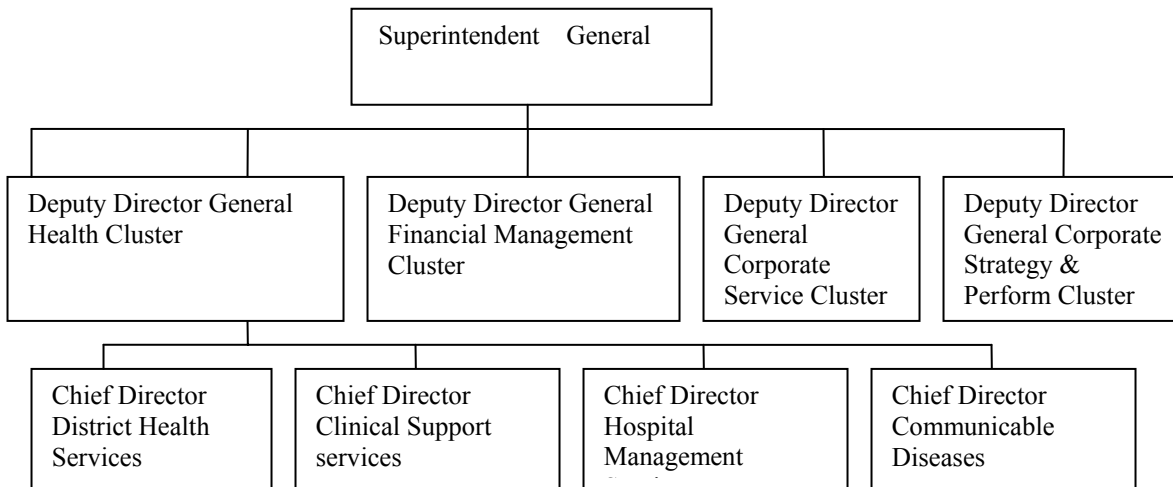 Superintendent General
Deputy Director General
Health Cluster
Deputy Director General
Financial Management
Cluster
Deputy Director
General
Corporate
Service Cluster
Deputy Director
General Corporate
Strategy &
Perform Cluster
Chief Director
District Health
Services
Chief Director
Clinical Support
services
Chief Director
Hospital
Management
Chief Director
Communicable
Diseases